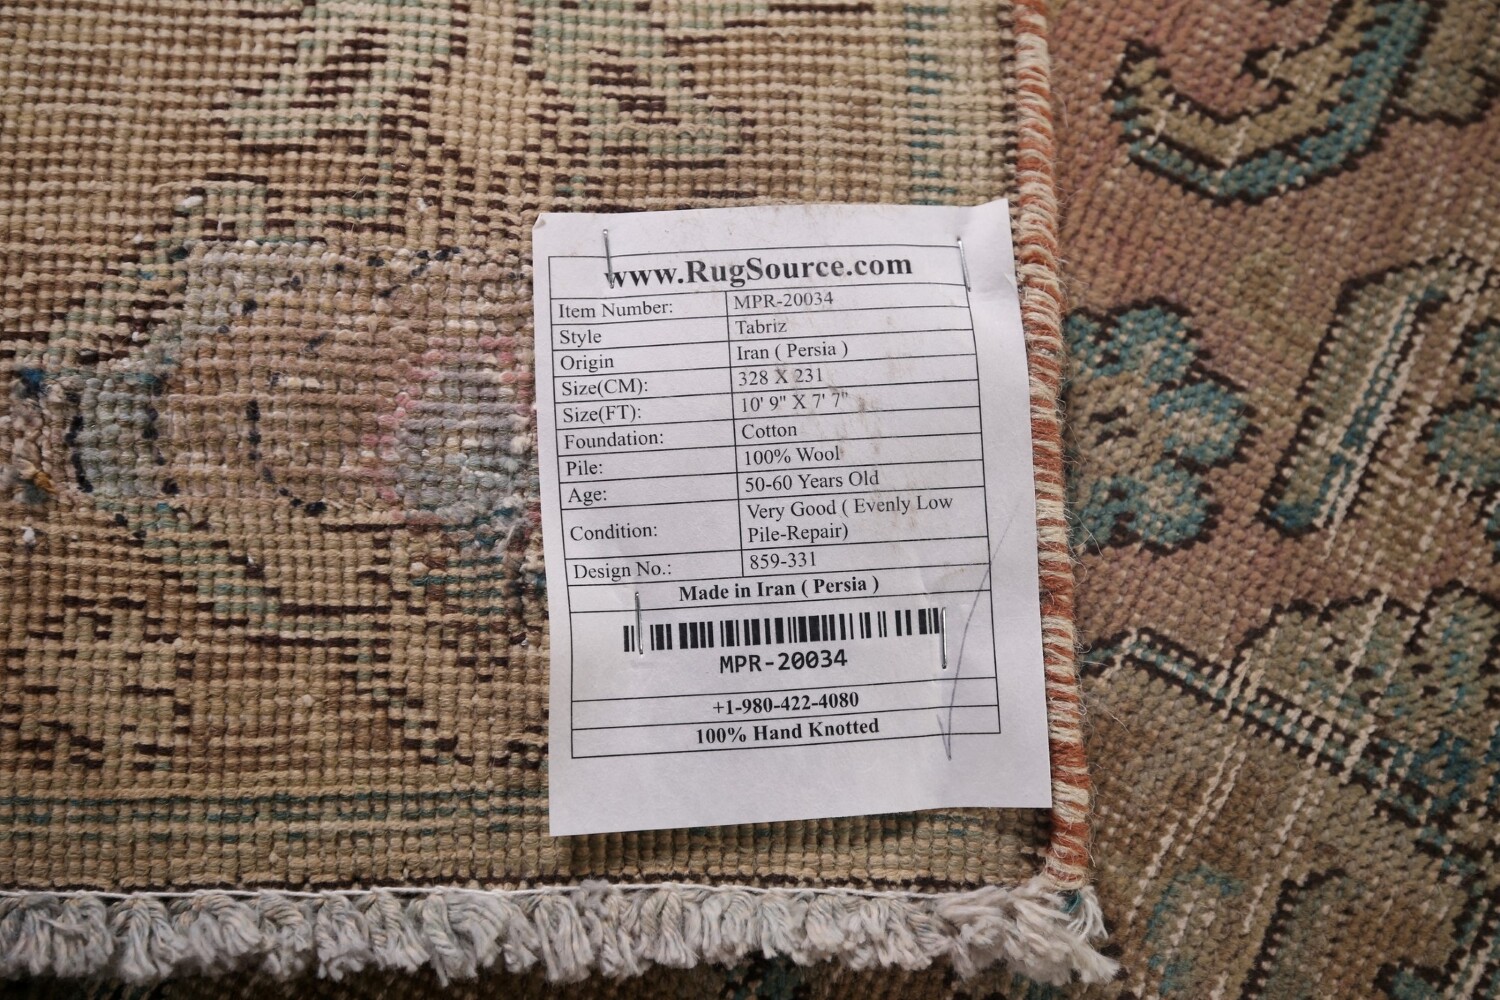 www.RugSource.com
Item Number: MPR-20034
Style Tabriz
Origin Iran ( Persia )
Size(CM): 328 X 231
Size(FT): 10' 9" X 7' 7"
Foundation: Cotton
Pile: 100% Wool
Age: 50-60 Years Old
Condition: Very Good ( Evenly Low
Pile-Repair)
Design No.: 859-331
Made in Iran ( Persia )
MPR-20034
+1-980-422-4080
100% Hand Knotted